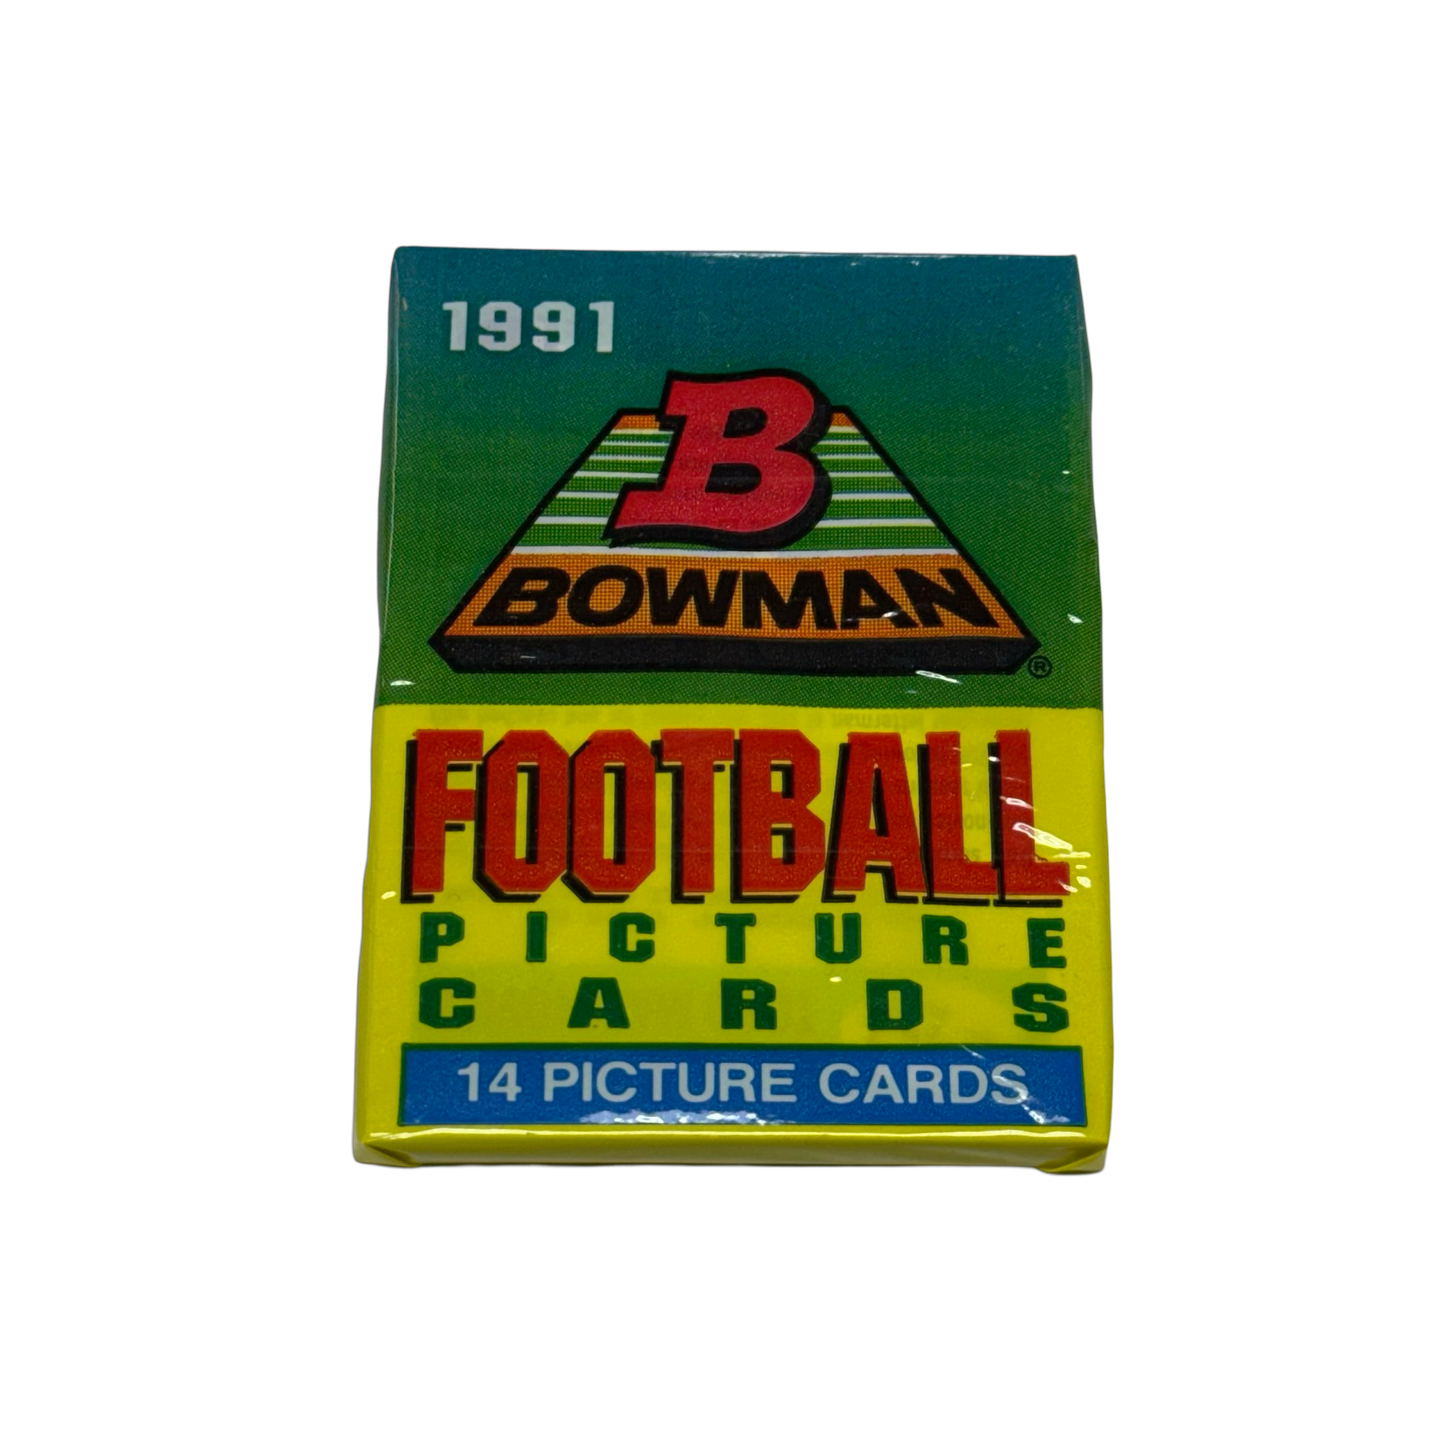 1991
B
BOWMAN
®
FOOTBALL
PICTURE
CARDS
14 PICTURE CARDS